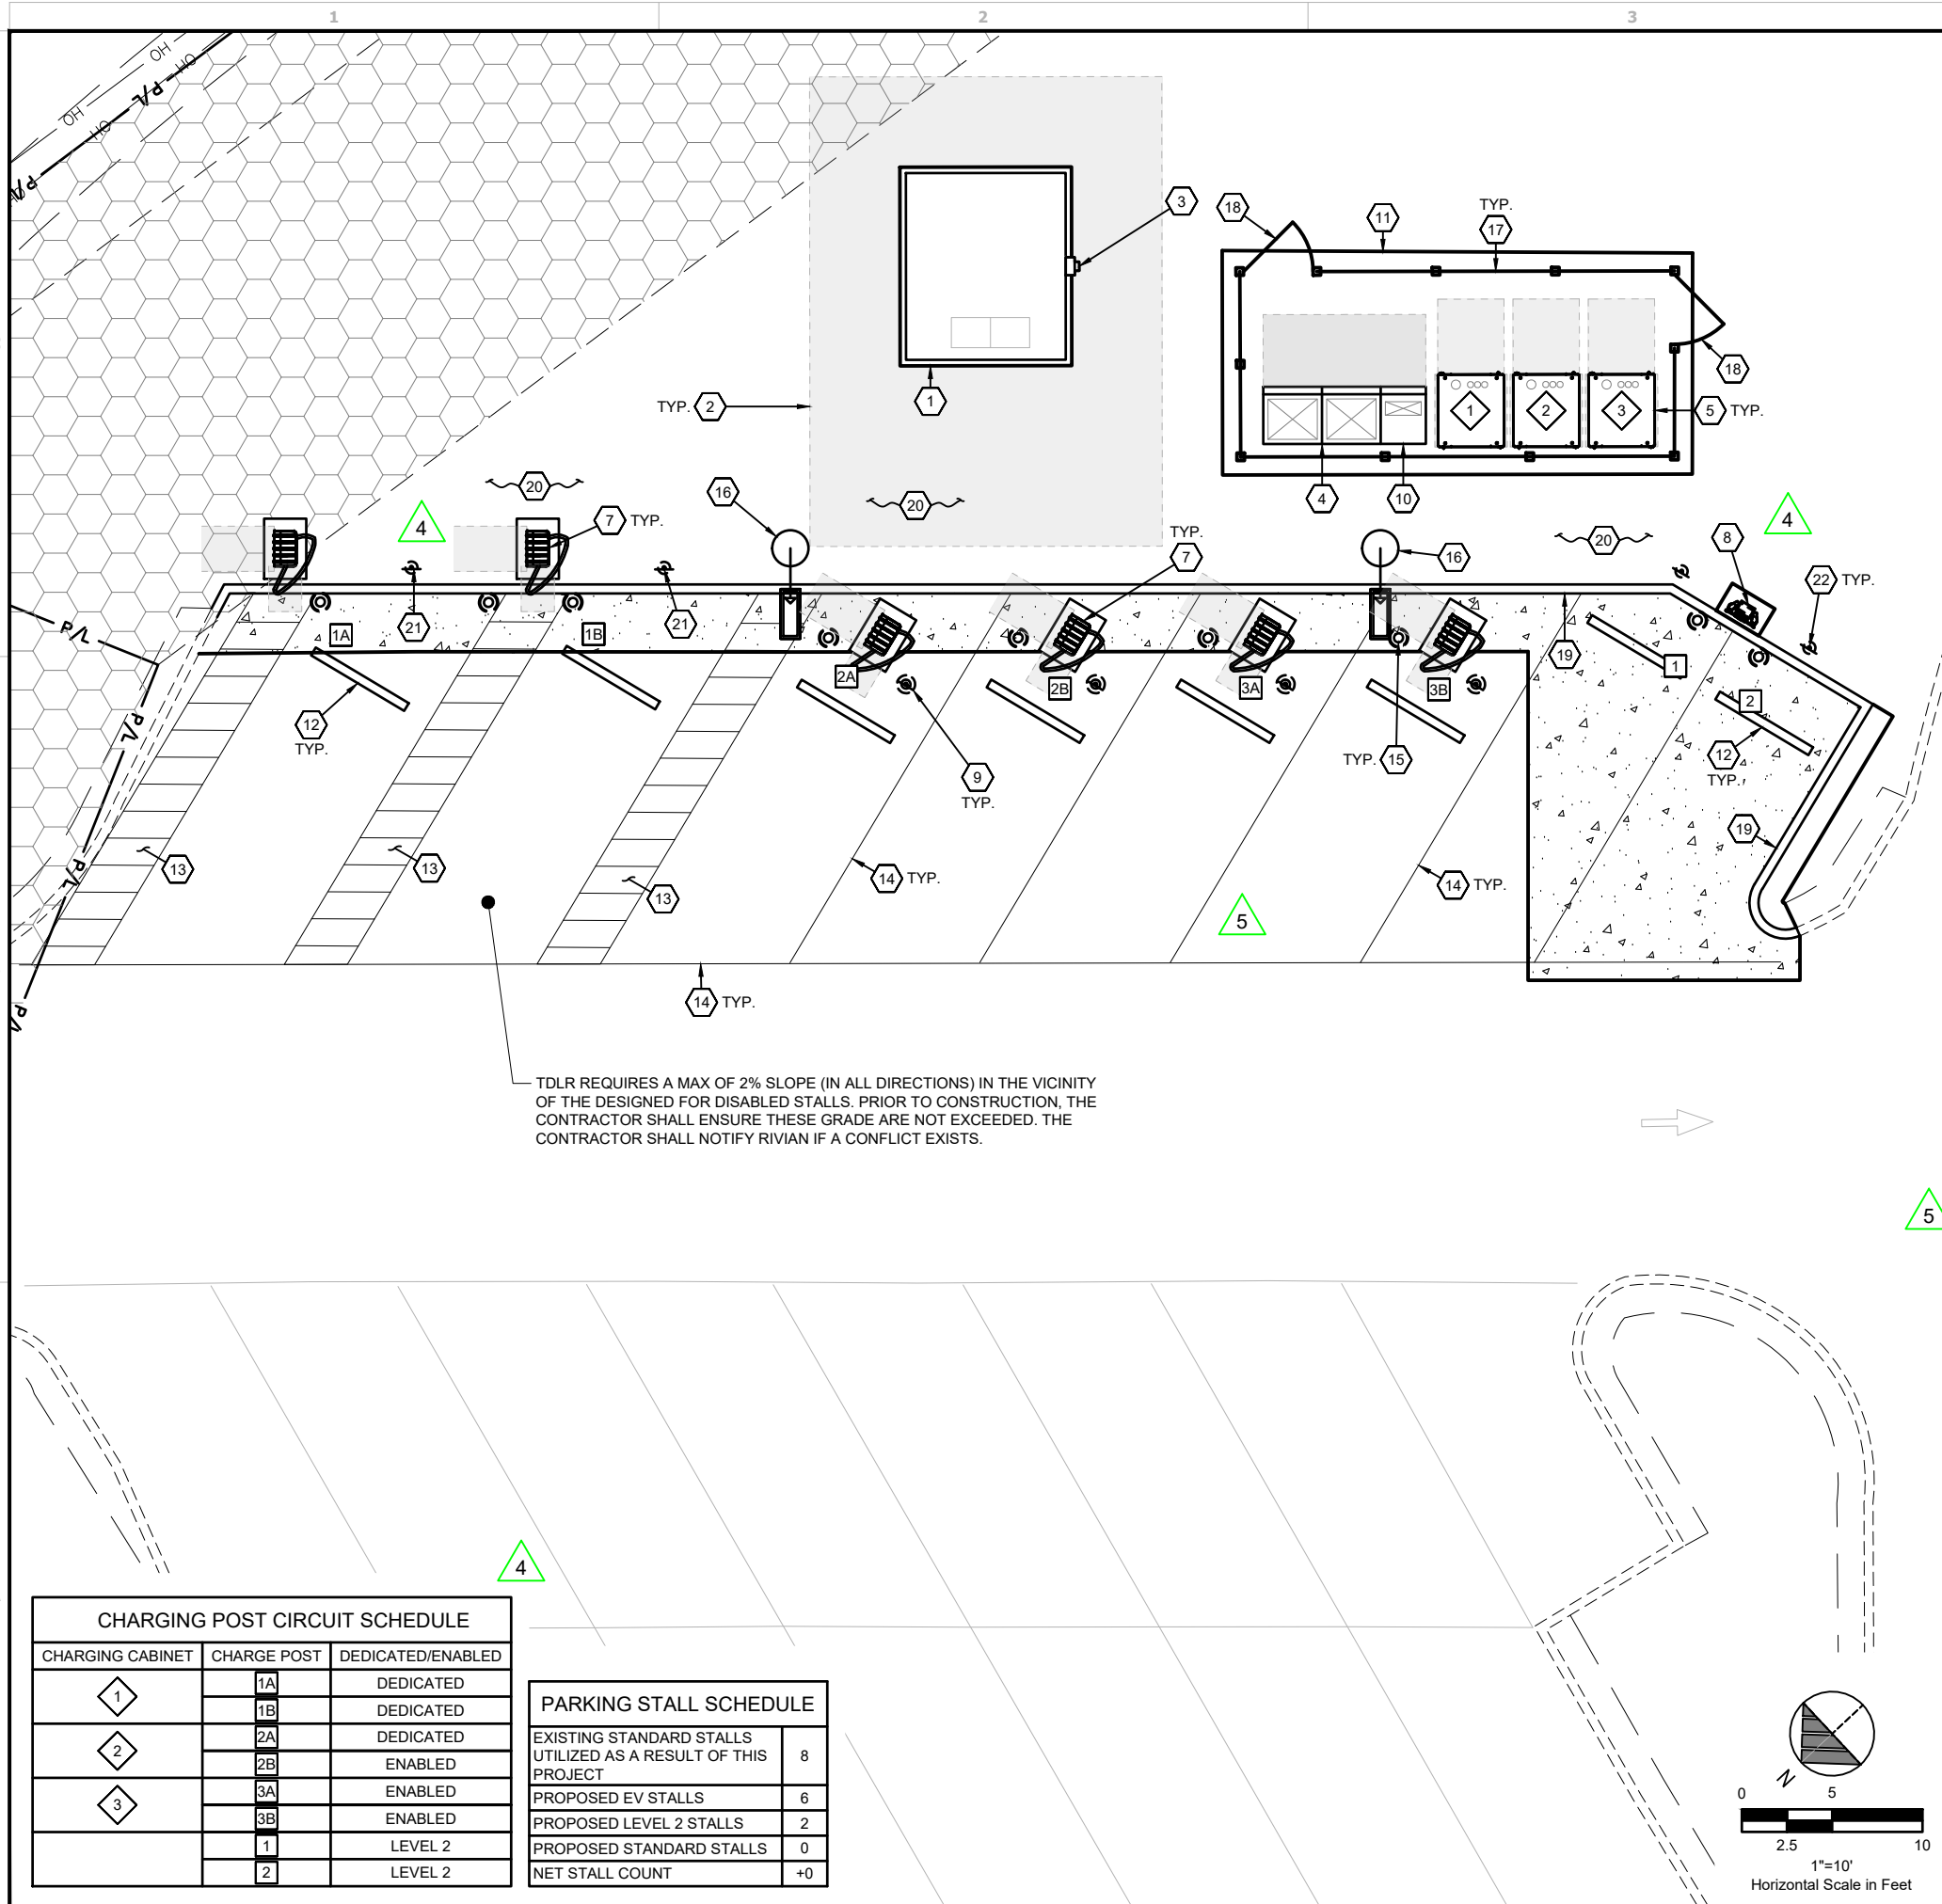 1
2
3
OH
OH
P/L
OH
OH
P/L
3
18
11
TYP.
17
18
TYP. 2
1
1
2
3
5 TYP.
4
10
20
16
20
4
7 TYP.
TYP.
7
16
20
4
8
22 TYP.
P/L
1A
21
1B
21
2A
2B
3A
3B
19
1
2
12
TYP.
9
TYP.
TYP. 15
12
TYP.
P/L
P/L
13
13
13
14 TYP.
14 TYP.
19
5
14 TYP.
P/L
TDLR REQUIRES A MAX OF 2% SLOPE (IN ALL DIRECTIONS) IN THE VICINITY
OF THE DESIGNED FOR DISABLED STALLS. PRIOR TO CONSTRUCTION, THE
CONTRACTOR SHALL ENSURE THESE GRADE ARE NOT EXCEEDED. THE
CONTRACTOR SHALL NOTIFY RIVIAN IF A CONFLICT EXISTS.
5
4
CHARGING POST CIRCUIT SCHEDULE
CHARGING CABINET CHARGE POST DEDICATED/ENABLED
1 1A DEDICATED
1B DEDICATED
2 2A DEDICATED
2B ENABLED
3 3A ENABLED
3B ENABLED
1 LEVEL 2
2 LEVEL 2
PARKING STALL SCHEDULE
EXISTING STANDARD STALLS
UTILIZED AS A RESULT OF THIS 8
PROJECT
PROPOSED EV STALLS 6
PROPOSED LEVEL 2 STALLS 2
PROPOSED STANDARD STALLS 0
NET STALL COUNT +0
N
0 5
2.5 10
1"=10'
Horizontal Scale in Feet